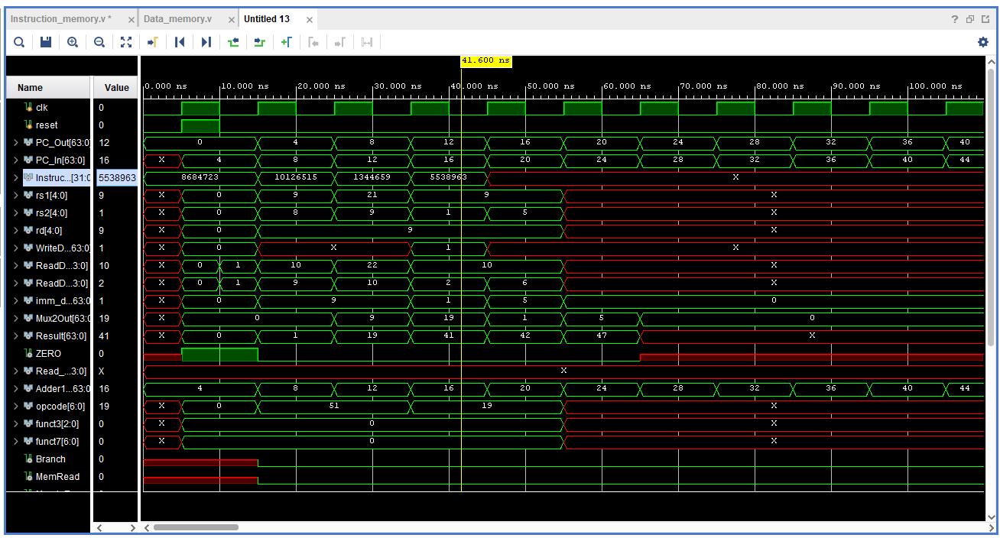 Instruction_memory.v * × Data_memory.v × Untitled 13 ×
?
41.600 ns
Name Value 0.000 ns 10.000 ns 20.000 ns 30.000 ns 40.000 ns 50.000 ns 60.000 ns 70.000 ns 80.000 ns 90.000 ns 100.000 ns
clk 0
reset 0
PC_Out[63:0] 12 0 4 8 12 16 20 24 28 32 36 40
PC_In[63:0] 16 X 4 8 12 16 20 24 28 32 36 40 44
Instruc...[31:0 5538963 8684723 10126515 1344659 5538963 X
rs1[4:0] 9 X 0 9 21 9 X
rs2[4:0] 1 X 0 8 9 1 5 X
rd[4:0] 9 X 0 9 X
WriteD...63:0] 1 X 0 X 1 X
ReadD...3:0] 10 X 0 1 10 22 10 X
ReadD...3:0] 2 X 0 1 9 10 2 6 X
imm_d...63:0 1 X 0 9 1 5 0
Mux2Out[63:0 19 X 0 9 19 1 5 0
Result[63:0] 41 X 0 1 19 41 42 47 X
ZERO 0
Read_...3:0] X X
Adder1...63:0 16 4 8 12 16 20 24 28 32 36 40 44
opcode[6:0] 19 X 0 51 19 X
funct3[2:0] 0 X 0 X
funct7[6:0] 0 X 0 X
Branch 0
MemRead 0